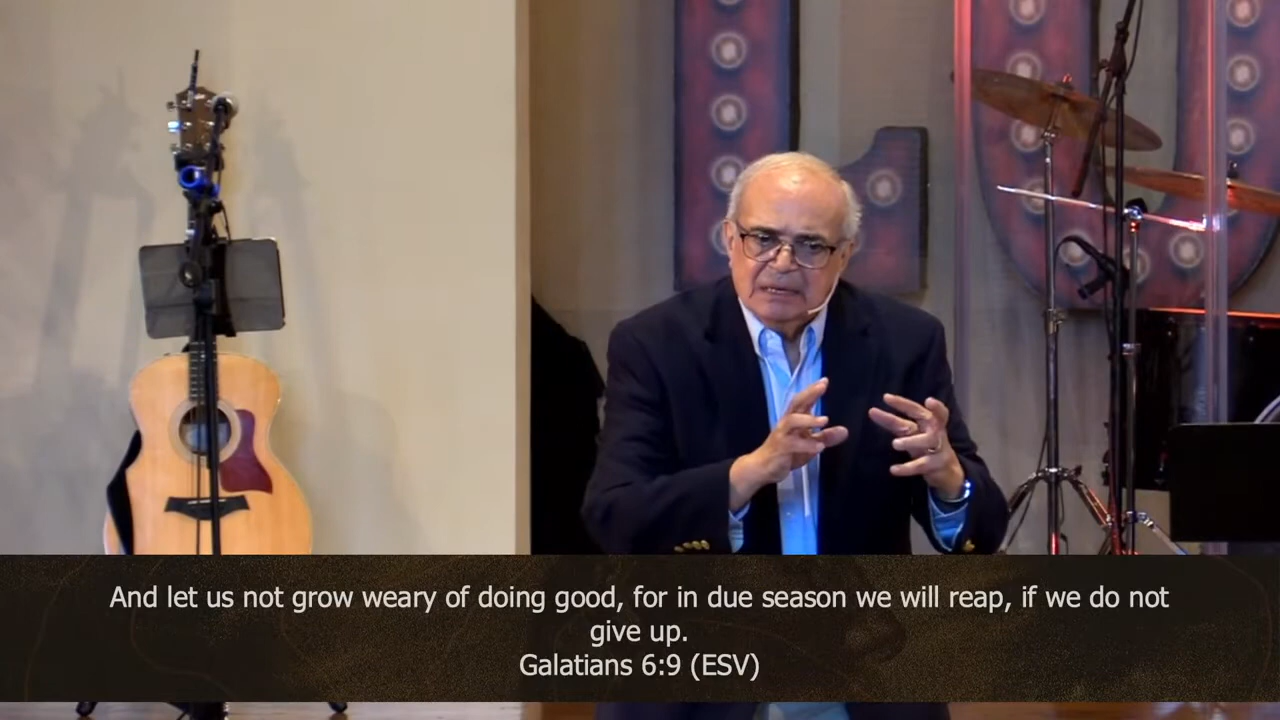 And let us not grow weary of doing good, for in due season we will reap, if we do not
give up.
Galatians 6:9 (ESV)